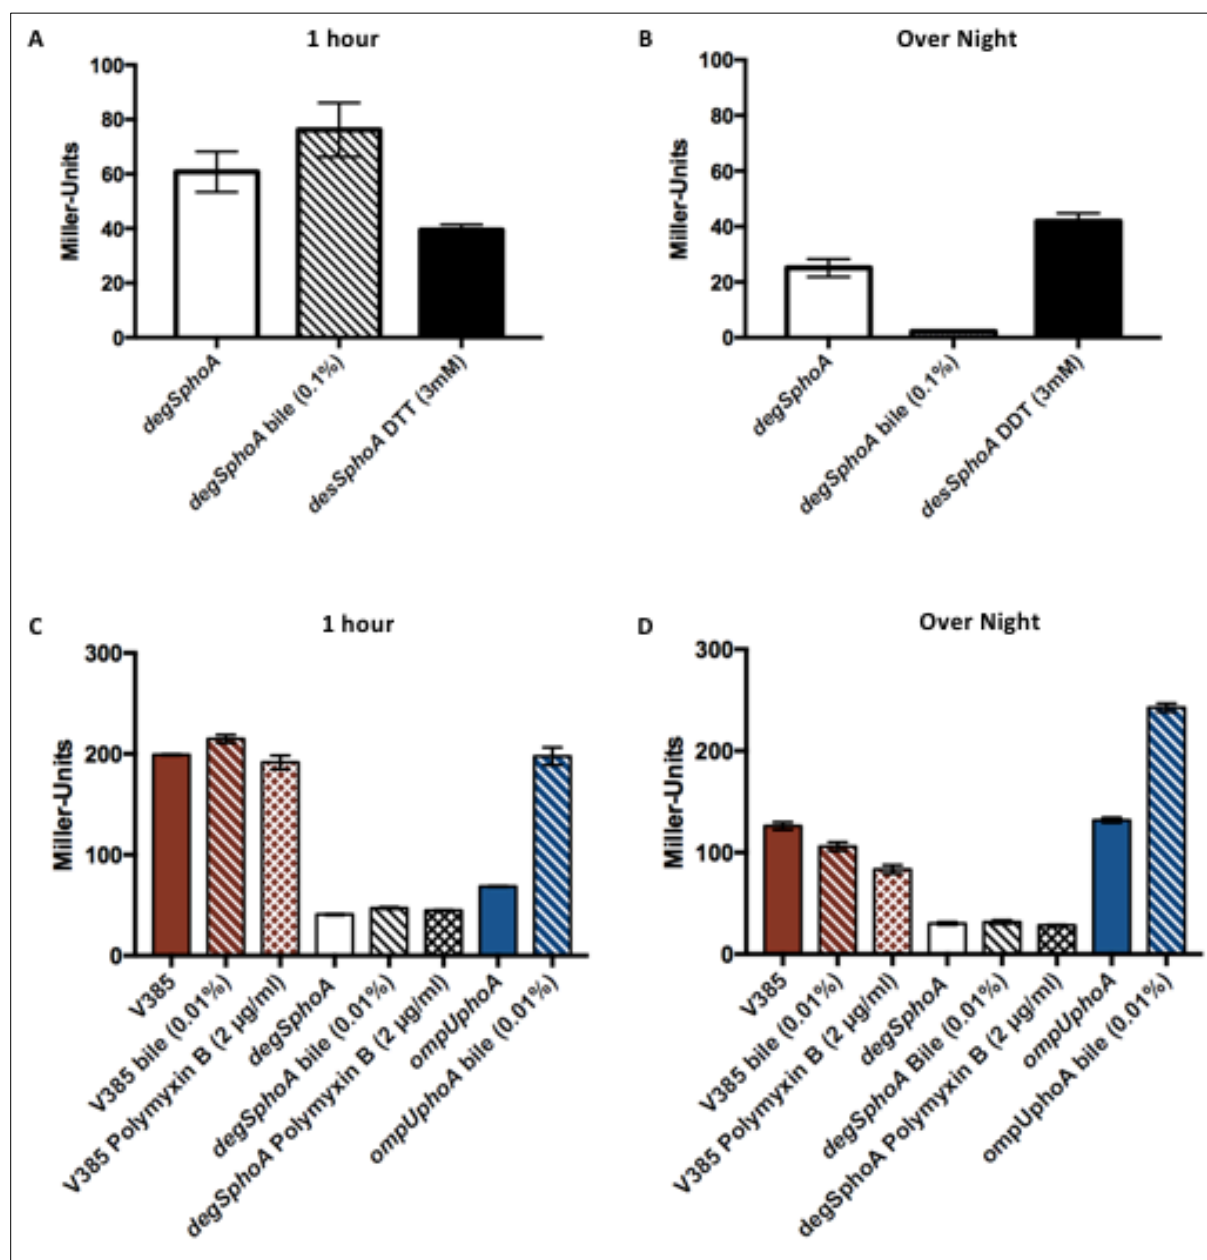 A
1 hour
Miller-Units
100
80
60
40
20
0
degSphoA
degSphoA bile (0.1%)
desSphoA DTT (3mM)
B
Over Night
Miller-Units
100
80
60
40
20
0
degSphoA
degSphoA bile (0.1%)
desSphoA DDT (3mM)
C
1 hour
Miller-Units
300
200
100
0
V385
V385 bile (0.01%)
V385 Polymyxin B (2 µg/ml)
degSphoA
degSphoA bile (0.01%)
degSphoA Polymyxin B (2 µg/ml)
ompUphoA
ompUphoA bile (0.01%)
D
Over Night
Miller-Units
300
200
100
0
V385
V385 bile (0.01%)
V385 Polymyxin B (2 µg/ml)
degSphoA
degSphoA Bile (0.01%)
degSphoA Polymyxin B (2 µg/ml)
ompUphoA
ompUphoA bile (0.01%)